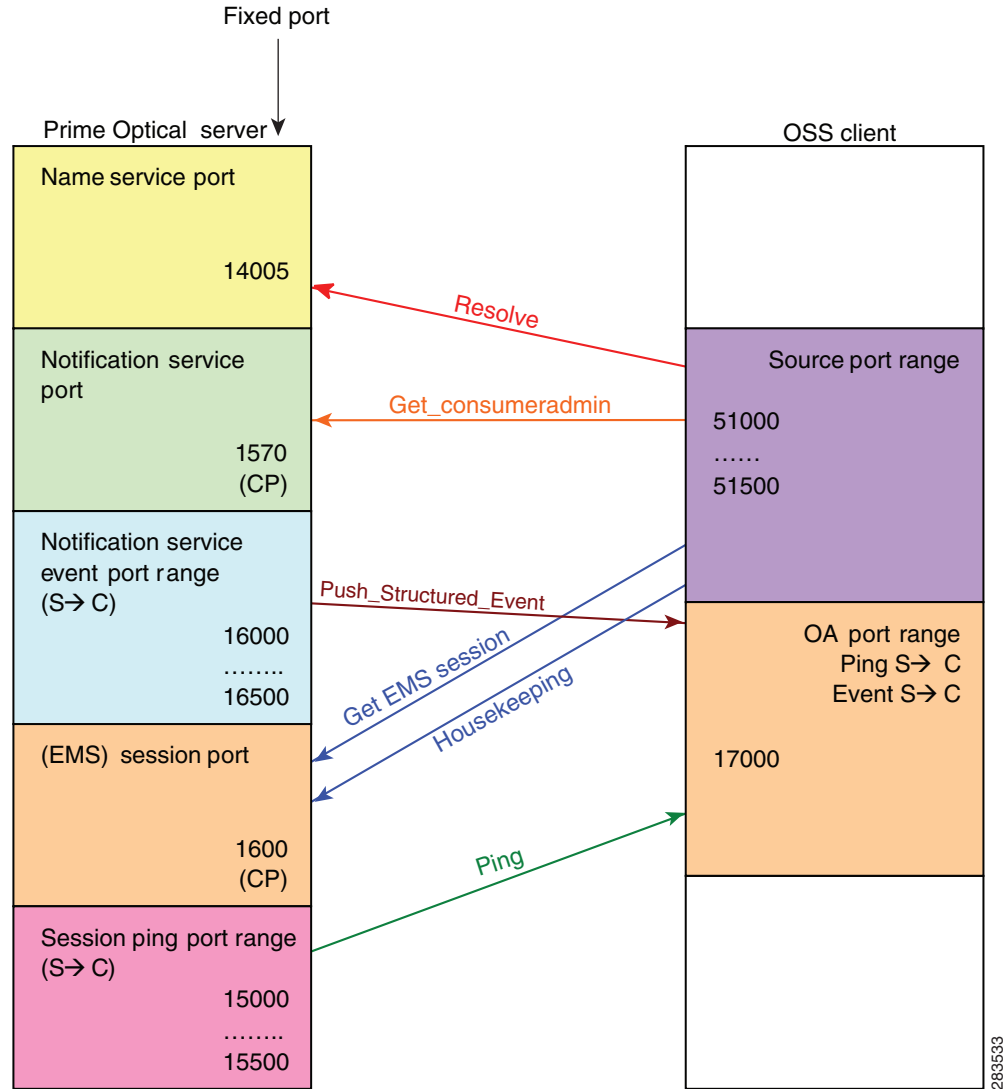 Fixed port
Prime Optical server
Name service port
14005
Notification service
port
1570
(CP)
Notification service
event port range
(S→ C)
16000
........
16500
(EMS) session port
1600
(CP)
Session ping port range
(S→ C)
15000
........
15500
Resolve
Get_consumeradmin
Push_Structured_Event
Get EMS session
Housekeeping
Ping
OSS client
Source port range
51000
......
51500
OA port range
Ping S→ C
Event S→ C
17000
283533